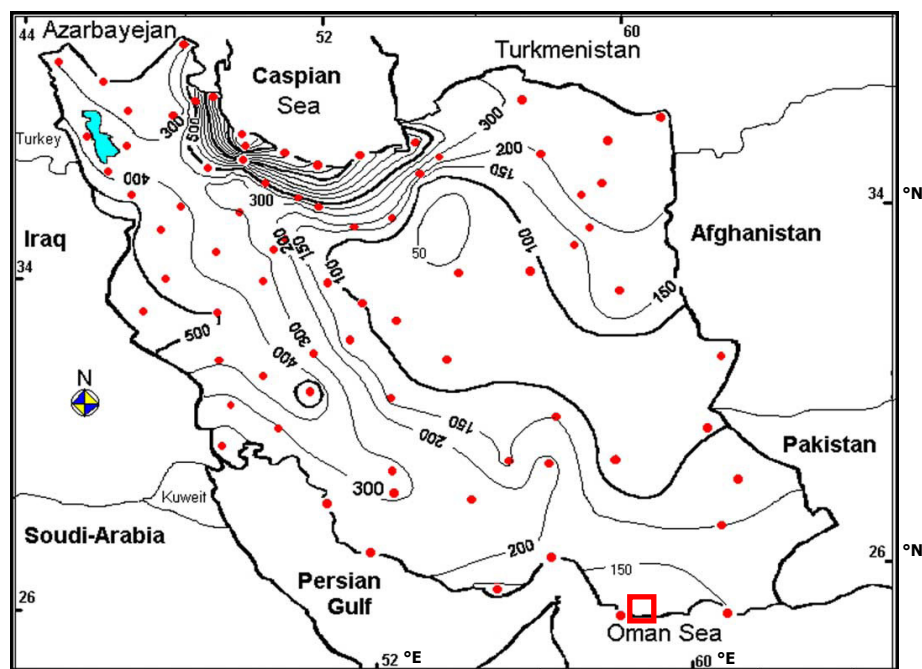 44
52
60
Azarbayejan
Turkmenistan
Caspian
Sea
300
500
300
Turkey
200
150
400
34
°N
300
Iraq
Afghanistan
200
150
50
100
34
100
150
500
300
400
N
150
200
Pakistan
300
Kuweit
Soudi-Arabia
200
26
°N
150
Persian
Gulf
26
Oman Sea
52
°E
60
°E